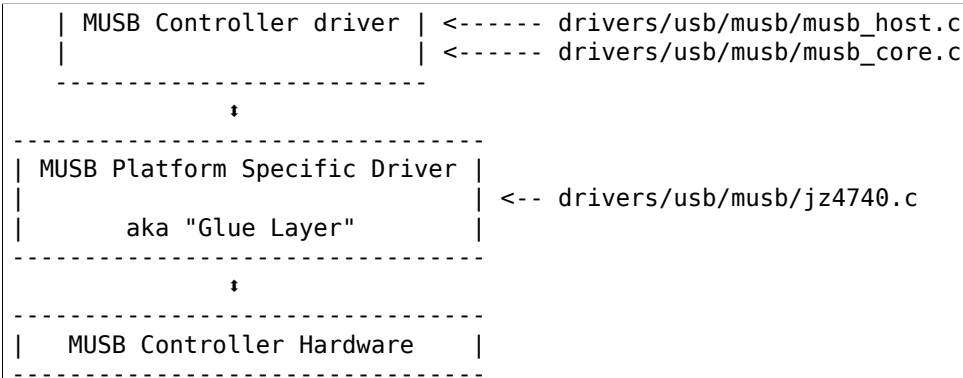 | MUSB Controller driver | <------ drivers/usb/musb/musb_host.c
|                        | <------ drivers/usb/musb/musb_core.c
--------------------------
⬍
----------------------------------
| MUSB Platform Specific Driver |
|                               | <-- drivers/usb/musb/jz4740.c
|       aka "Glue Layer"        |
----------------------------------
⬍
----------------------------------
|   MUSB Controller Hardware    |
----------------------------------